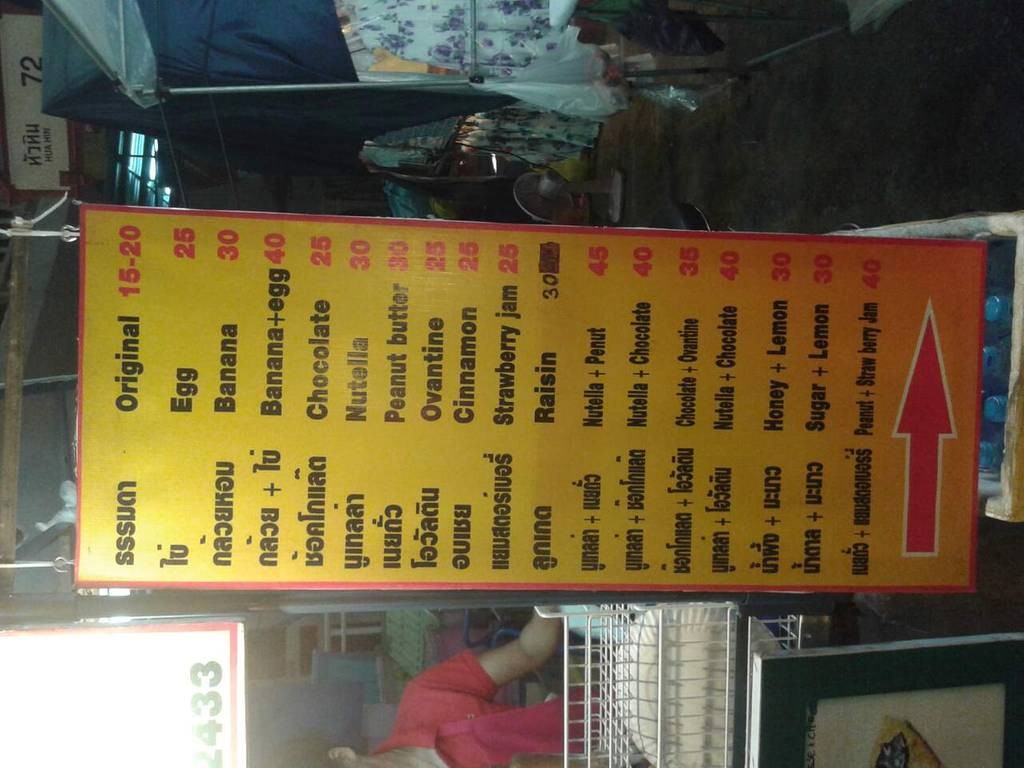 ธรรมดา Original 15-20
ไข่ Egg 25
กล้วยหอม Banana 30
กล้วย + ไข่ Banana+egg 40
ช้อกโกแล๊ต Chocolate 25
นูเทลล่า Nutella 30
เนยถั่ว Peanut butter 30
โอวัลติน Ovantine 25
อบเชย Cinnamon 25
แยมสตอร์เบอรี่ Strawberry jam 25
ลูกเกด Raisin 30
นูเทล่า + เนยถั่ว Nutella + Penut 45
นูเทล่า + ช๊อกโกแล๊ต Nutella + Chocolate 40
ช๊อกโกแลต + โอวัลติน Chocolate + Ovantine 35
นูเทล่า + โอวัลติน Nutella + Chocolate 40
น้ำผึ้ง + มะนาว Honey + Lemon 30
น้ำตาล + มะนาว Sugar + Lemon 30
เนยถั่ว + แยมสตอเบอร์รี่ Peanut + Straw berry Jam 40
หัวหิน 72
HUA HIN
2433